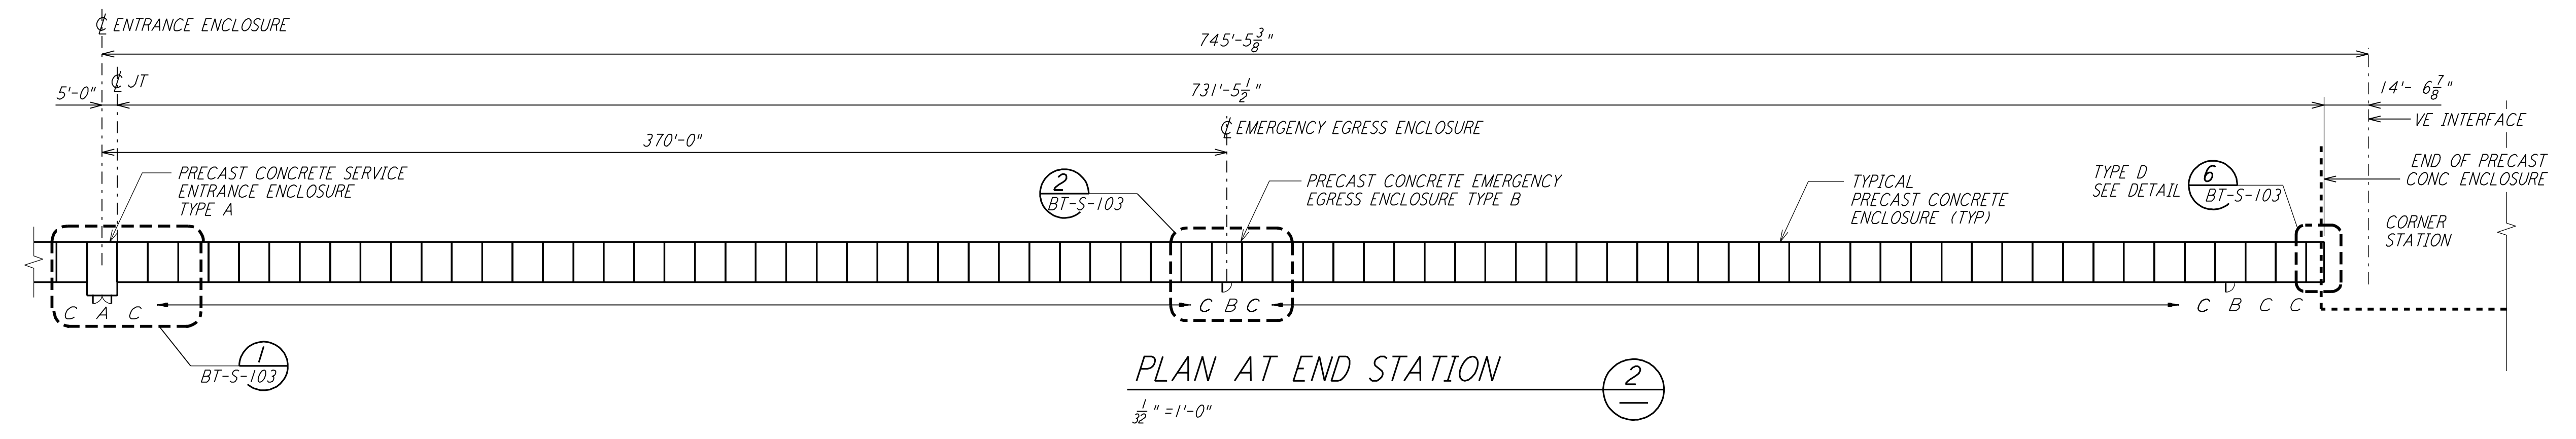 ℄ ENTRANCE ENCLOSURE
745'-5 3/8"
℄ JT
5'-0"
731'-5 1/2"
14'- 6 7/8"
℄ EMERGENCY EGRESS ENCLOSURE
VE INTERFACE
370'-0"
PRECAST CONCRETE SERVICE
ENTRANCE ENCLOSURE
TYPE A
2
BT-S-103
PRECAST CONCRETE EMERGENCY
EGRESS ENCLOSURE TYPE B
TYPICAL
PRECAST CONCRETE
ENCLOSURE (TYP)
TYPE D
SEE DETAIL
6
BT-S-103
END OF PRECAST
CONC ENCLOSURE
CORNER
STATION
C A C
C B C
C B C C
1
BT-S-103
PLAN AT END STATION
2
1/32" =1'-0"